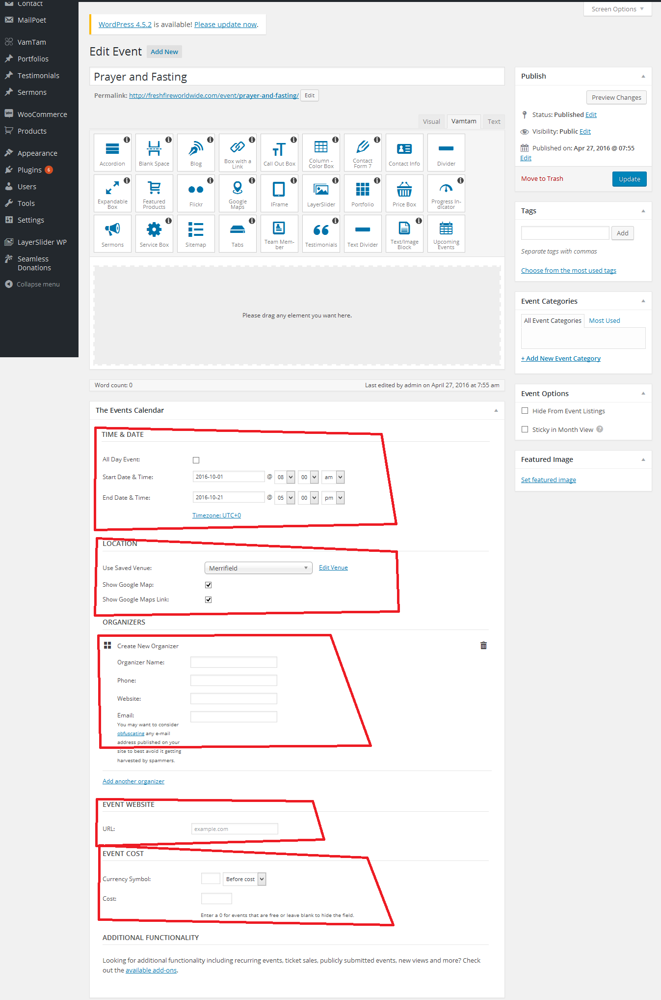 Contact
MailPoet
VamTam
Portfolios
Testimonials
Sermons
WooCommerce
Products
Appearance
Plugins 6
Users
Tools
Settings
LayerSlider WP
Seamless
Donations
Collapse menu
Screen Options
WordPress 4.5.2 is available! Please update now.
Edit Event Add New
Prayer and Fasting
Permalink: http://freshfireworldwide.com/event/prayer-and-fasting/ Edit
Visual Vamtam Text
Accordion
Blank Space
Blog
Box with a
Link
Call Out Box
Column -
Color Box
Contact
Form 7
Contact Info
Divider
Expandable
Box
Featured
Products
Flickr
Google
Maps
IFrame
LayerSlider
Portfolio
Price Box
Progress In-
dicator
Sermons
Service Box
Sitemap
Tabs
Team Mem-
ber
Testimonials
Text Divider
Text/Image
Block
Upcoming
Events
Please drag any element you want here.
Word count: 0 Last edited by admin on April 27, 2016 at 7:55 am
The Events Calendar
TIME & DATE
All Day Event:
Start Date & Time: 2016-10-01 @ 08 00 am
End Date & Time: 2016-10-21 @ 05 00 pm
Timezone: UTC+0
LOCATION
Use Saved Venue: Merrifield Edit Venue
Show Google Map:
Show Google Maps Link:
ORGANIZERS
Create New Organizer
Organizer Name:
Phone:
Website:
Email:
You may want to consider
obfuscating any e-mail
address published on your
site to best avoid it getting
harvested by spammers.
Add another organizer
EVENT WEBSITE
URL: example.com
EVENT COST
Currency Symbol: Before cost
Cost:
Enter a 0 for events that are free or leave blank to hide the field.
ADDITIONAL FUNCTIONALITY
Looking for additional functionality including recurring events, ticket sales, publicly submitted events, new views and more? Check
out the available add-ons.
Publish
Preview Changes
Status: Published Edit
Visibility: Public Edit
Published on: Apr 27, 2016 @ 07:55
Edit
Move to Trash Update
Tags
Add
Separate tags with commas
Choose from the most used tags
Event Categories
All Event Categories Most Used
+ Add New Event Category
Event Options
Hide From Event Listings
Sticky in Month View ?
Featured Image
Set featured image